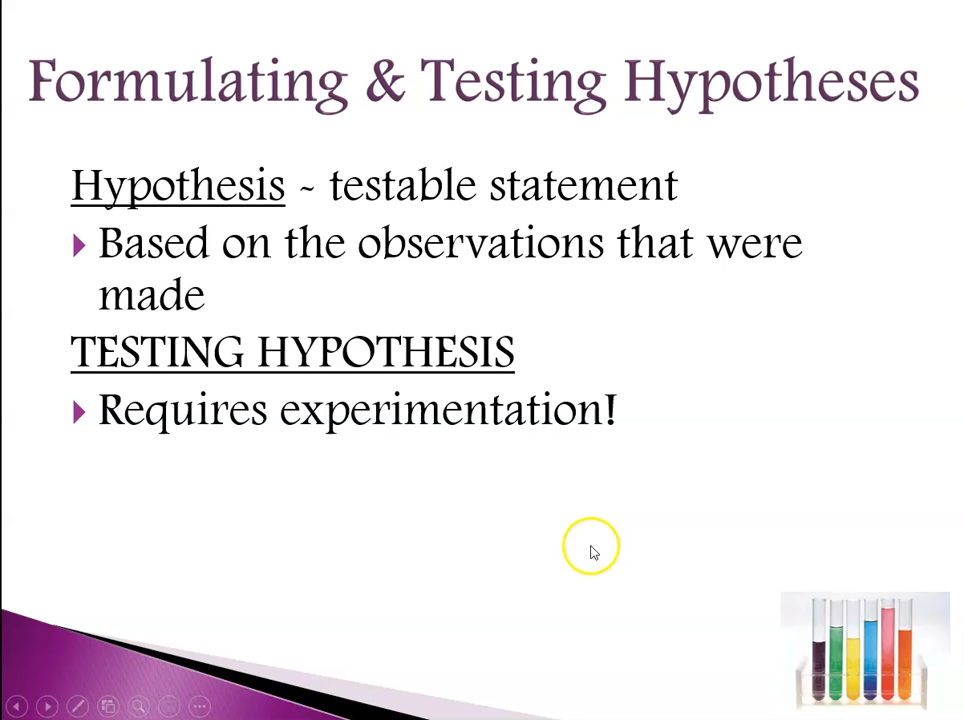 Formulating & Testing Hypotheses
Hypothesis - testable statement
Based on the observations that were
made
TESTING HYPOTHESIS
Requires experimentation!